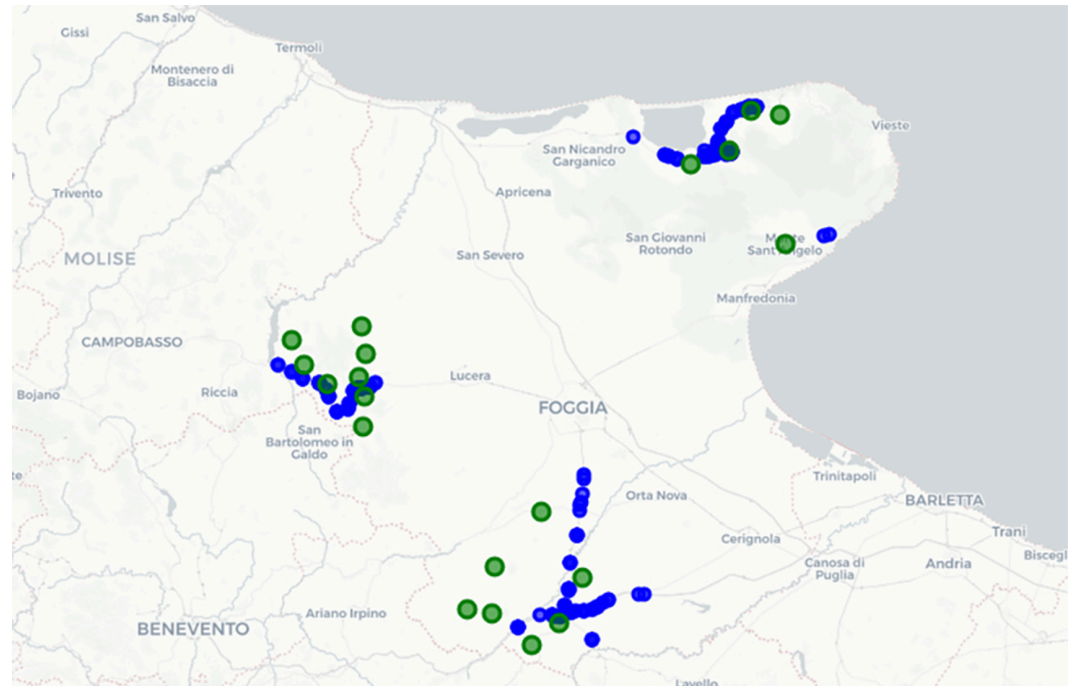 San Salvo
Gissi
Termoli
Montenero di
Bisaccia
Vieste
San Nicandro
Garganico
Trivento
Apricena
San Giovanni
Rotondo
Sant'Angelo
MOLISE
San Severo
Manfredonia
CAMPOBASSO
Lucera
Riccia
Bojano
FOGGIA
San
Bartolomeo in
Galdo
Trinitapoli
Orta Nova
BARLETTA
Trani
Cerignola
Canosa di
Puglia
Andria
Ariano Irpino
BENEVENTO